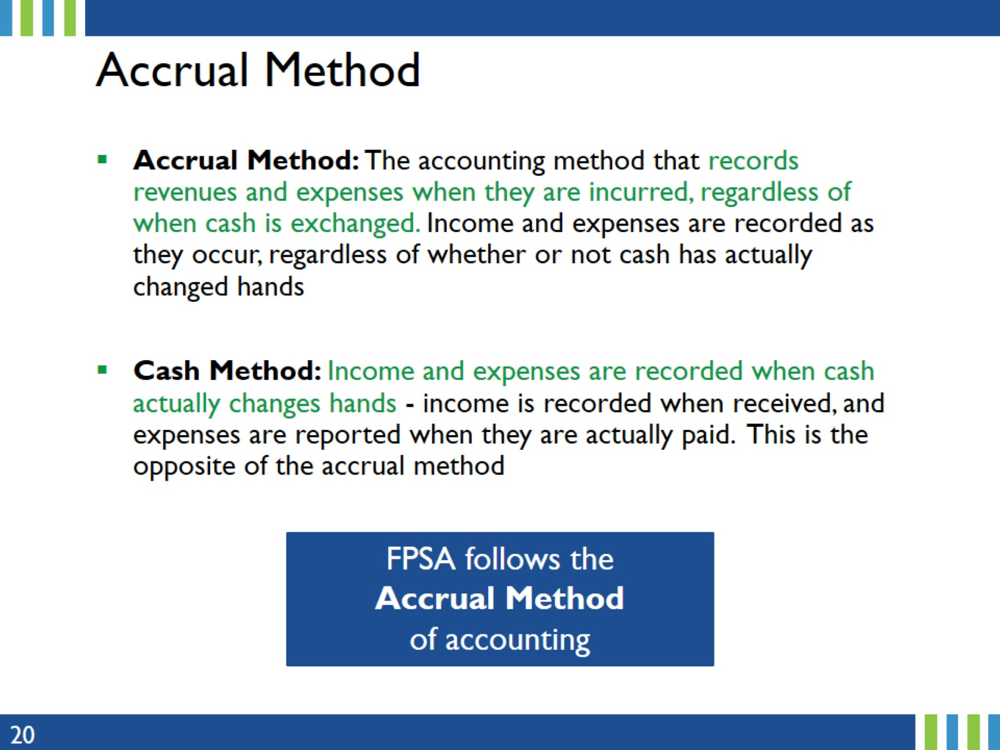 Accrual Method
▪ Accrual Method: The accounting method that records
revenues and expenses when they are incurred, regardless of
when cash is exchanged. Income and expenses are recorded as
they occur, regardless of whether or not cash has actually
changed hands
▪ Cash Method: Income and expenses are recorded when cash
actually changes hands - income is recorded when received, and
expenses are reported when they are actually paid. This is the
opposite of the accrual method
FPSA follows the
Accrual Method
of accounting
20